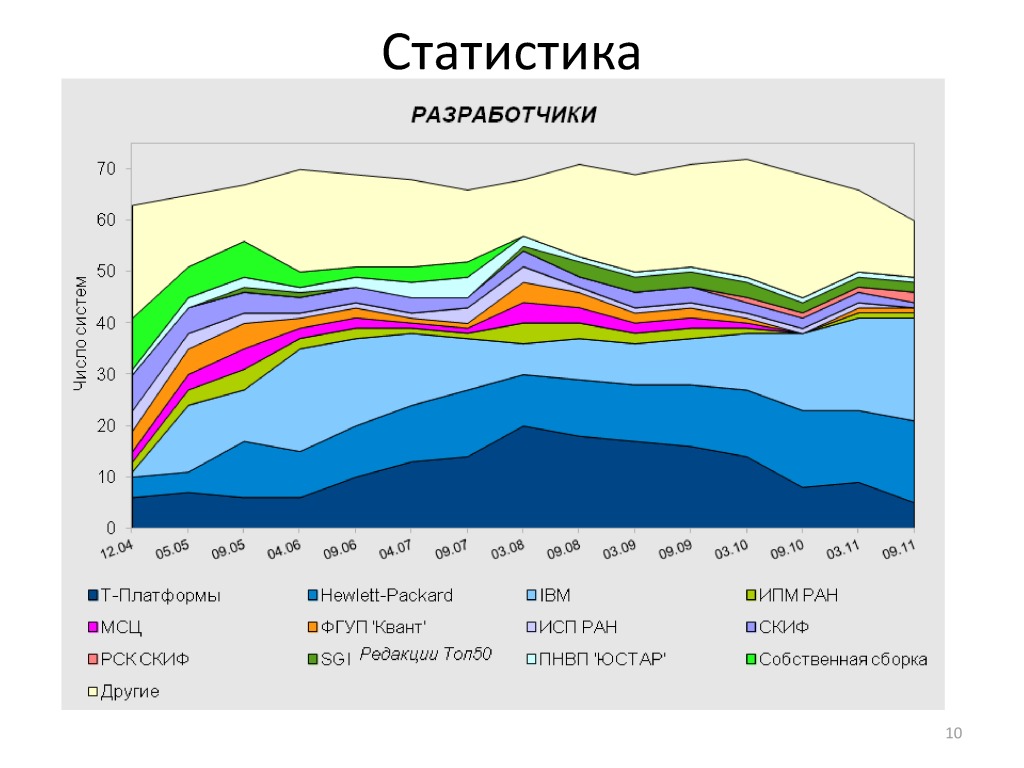 Статистика
РАЗРАБОТЧИКИ
Число систем
70
60
50
40
30
20
10
0
12.04 05.05 09.05 04.06 09.06 04.07 09.07 03.08 09.08 03.09 09.09 03.10 09.10 03.11 09.11
Т-Платформы Hewlett-Packard IBM ИПМ РАН
МСЦ ФГУП 'Квант' ИСП РАН СКИФ
РСК СКИФ SGI Редакции Топ50 ПНВП 'ЮСТАР' Собственная сборка
Другие
10